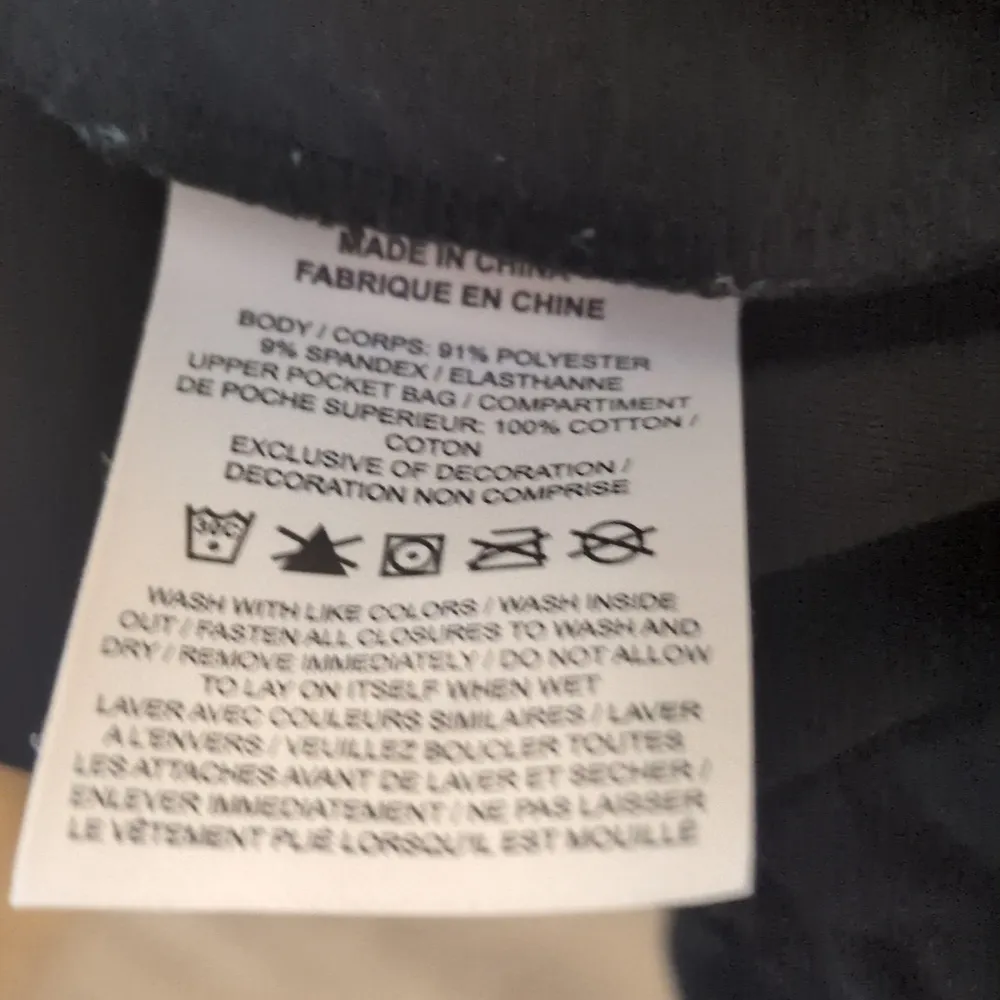 MADE IN CHINA
FABRIQUE EN CHINE
BODY / CORPS: 91% POLYESTER
9% SPANDEX / ELASTHANNE
UPPER POCKET BAG / COMPARTIMENT
DE POCHE SUPERIEUR: 100% COTTON /
COTON
EXCLUSIVE OF DECORATION /
DECORATION NON COMPRISE
30C
WASH WITH LIKE COLORS / WASH INSIDE
OUT / FASTEN ALL CLOSURES TO WASH AND
DRY / REMOVE IMMEDIATELY / DO NOT ALLOW
TO LAY ON ITSELF WHEN WET
LAVER AVEC COULEURS SIMILAIRES / LAVER
A L'ENVERS / VEUILLEZ BOUCLER TOUTES
LES ATTACHES AVANT DE LAVER ET SECHER /
ENLEVER IMMEDIATEMENT / NE PAS LAISSER
LE VÊTEMENT PLIÉ LORSQU'IL EST MOUILLÉ